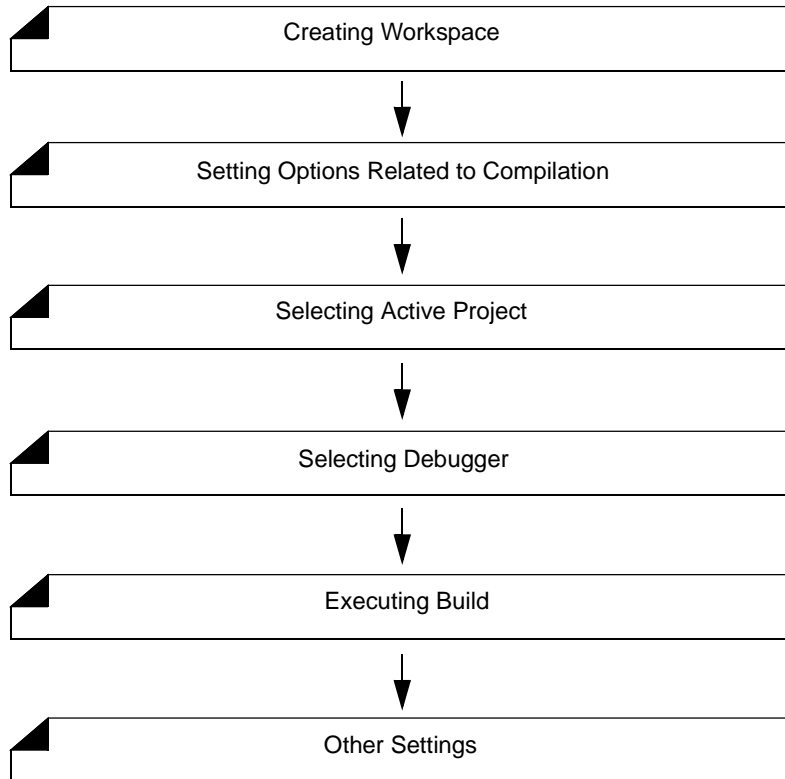 Creating Workspace
Setting Options Related to Compilation
Selecting Active Project
Selecting Debugger
Executing Build
Other Settings